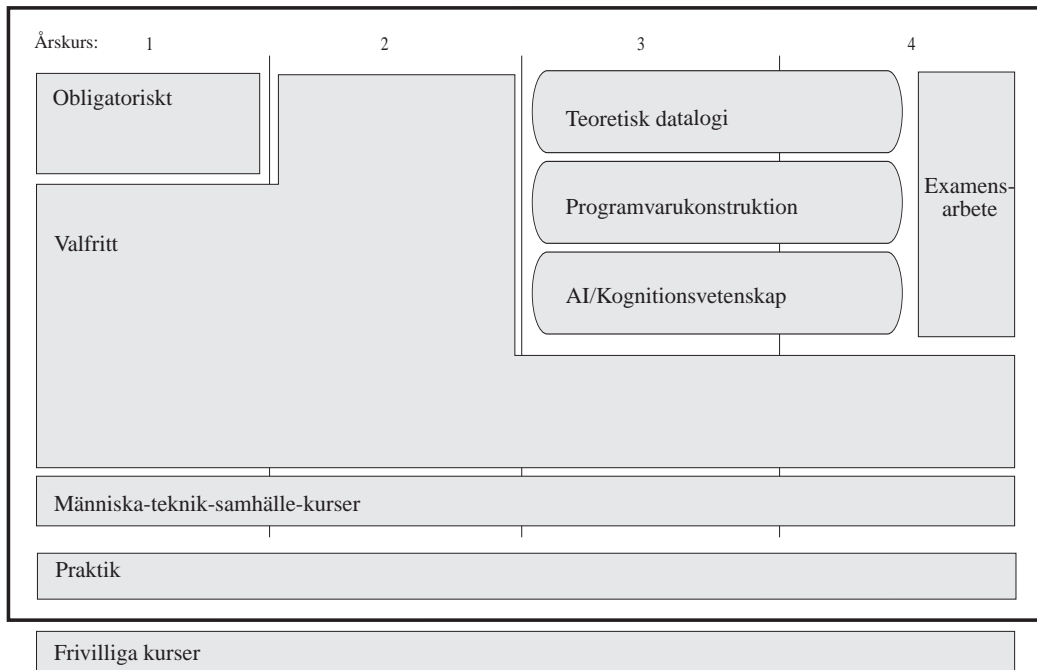 Årskurs: 1 2 3 4
Obligatoriskt
Teoretisk datalogi
Examens-
arbete
Programvarukonstruktion
Valfritt
AI/Kognitionsvetenskap
Människa-teknik-samhälle-kurser
Praktik
Frivilliga kurser